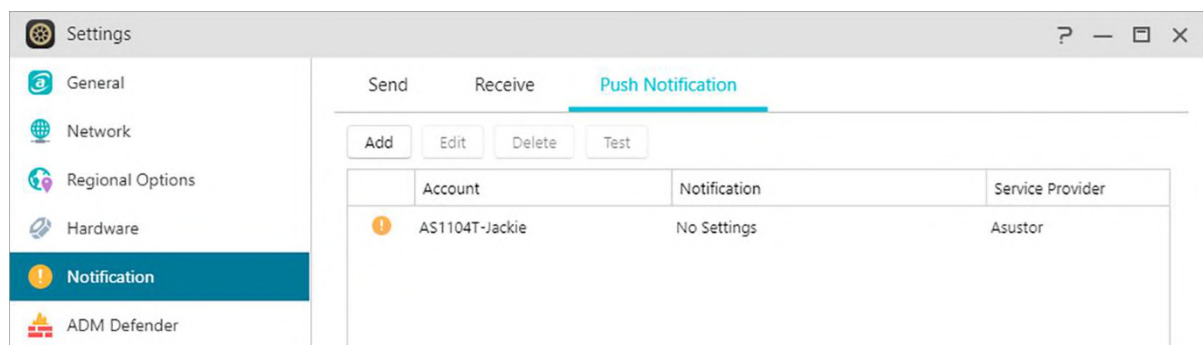 Settings
General
Network
Regional Options
Hardware
Notification
ADM Defender
Send Receive Push Notification
Add Edit Delete Test
Account Notification Service Provider
AS1104T-Jackie No Settings Asustor